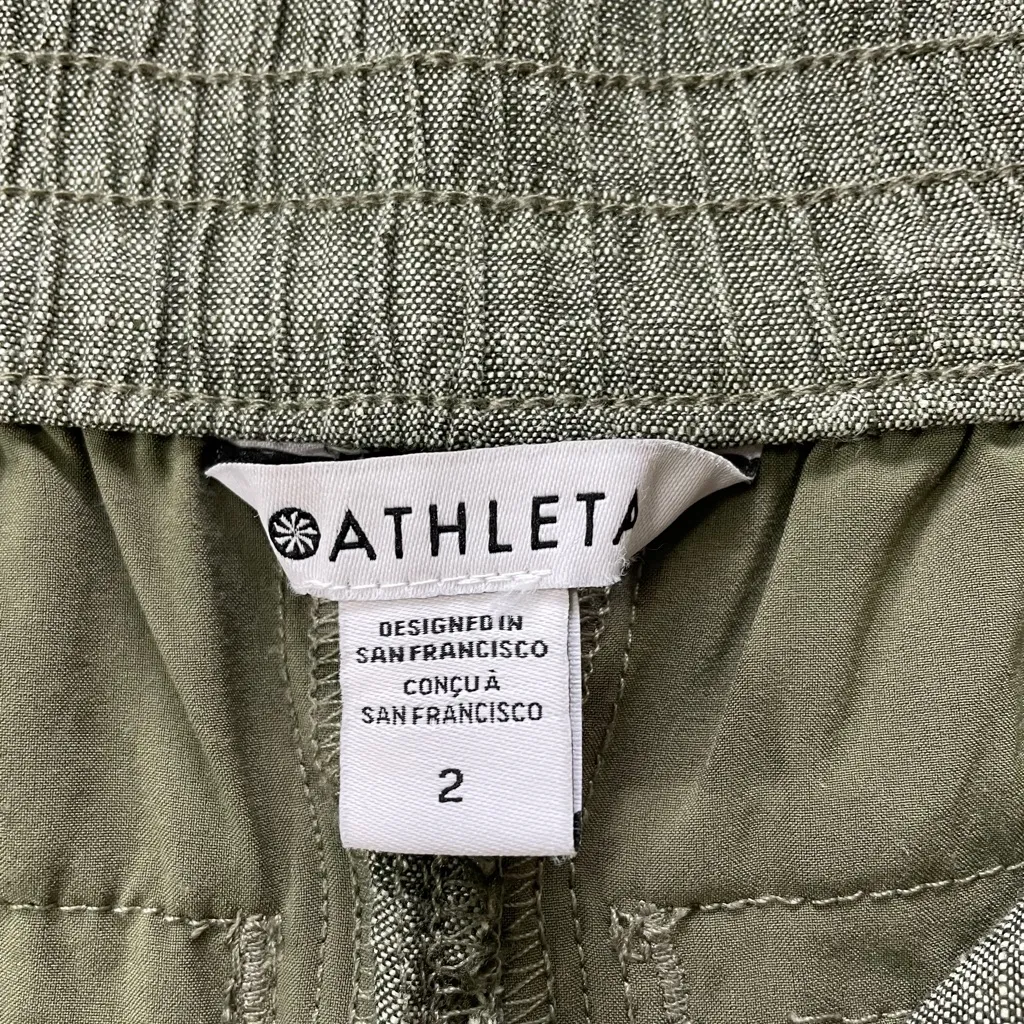 ATHLETA
DESIGNED IN
SAN FRANCISCO
CONÇU À
SAN FRANCISCO
2